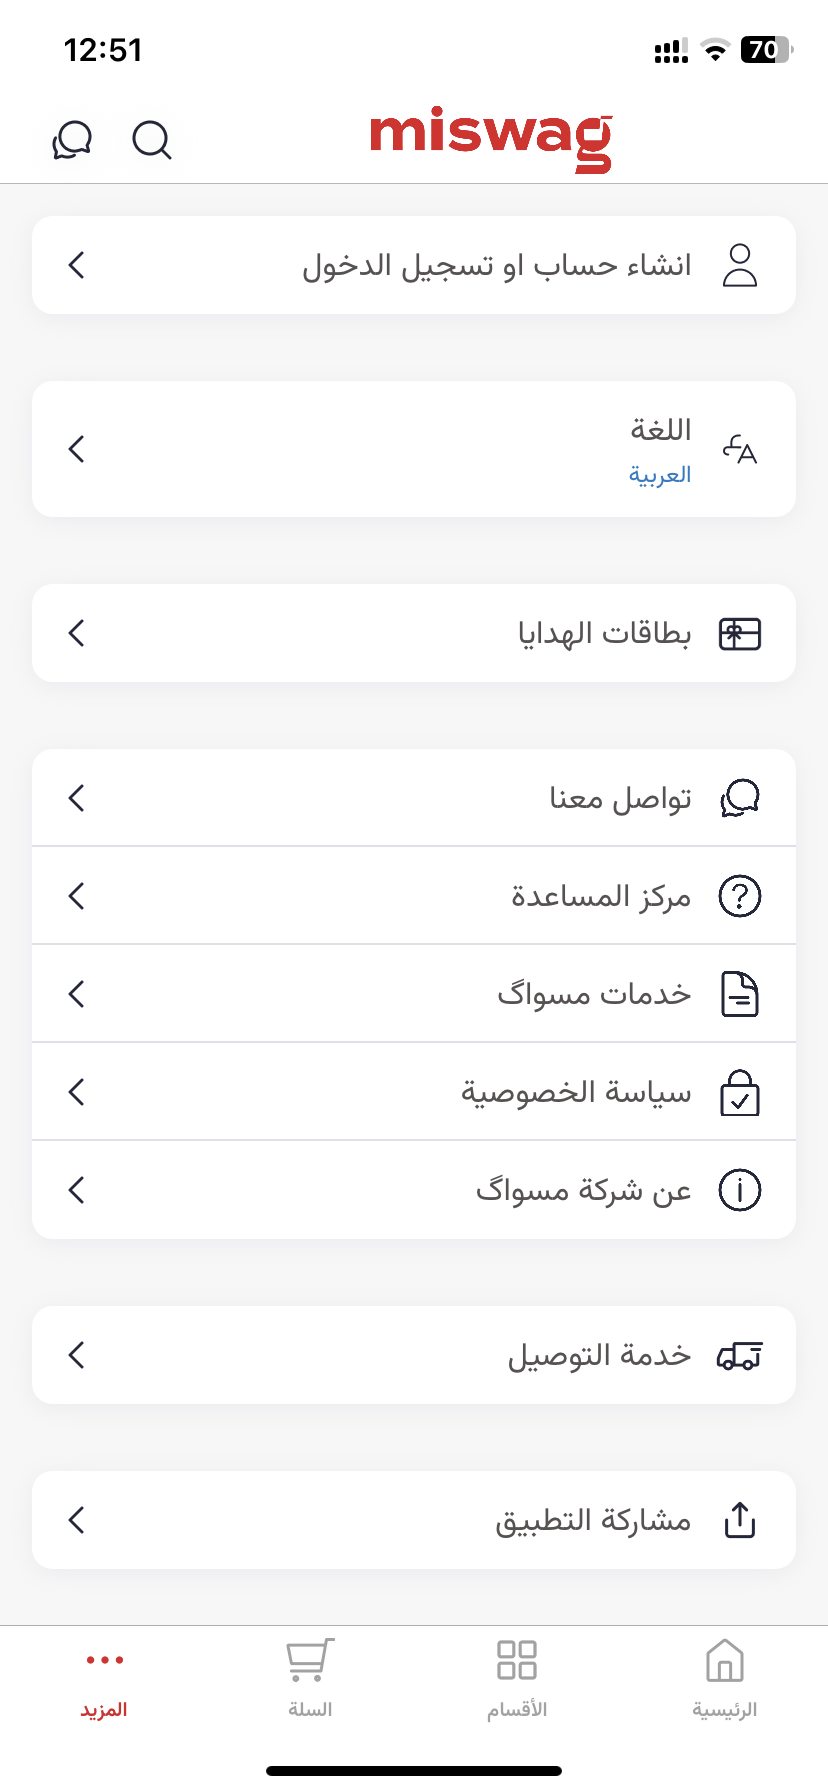 12:51
70
miswag
انشاء حساب او تسجيل الدخول
اللغة
العربية
بطاقات الهدايا
تواصل معنا
مركز المساعدة
خدمات مسواگ
سياسة الخصوصية
عن شركة مسواگ
خدمة التوصيل
مشاركة التطبيق
الرئيسية
الأقسام
السلة
المزيد